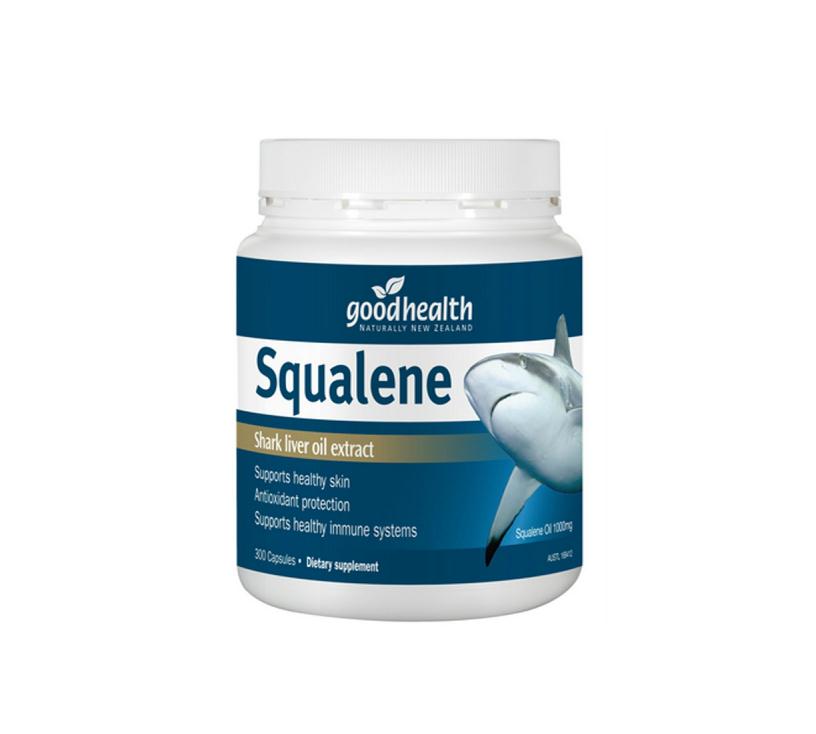 goodhealth
NATURALLY NEW ZEALAND
Squalene
Shark liver oil extract
Supports healthy skin
Antioxidant protection
Supports healthy immune systems
Squalene Oil 1000mg
300 Capsules • Dietary supplement